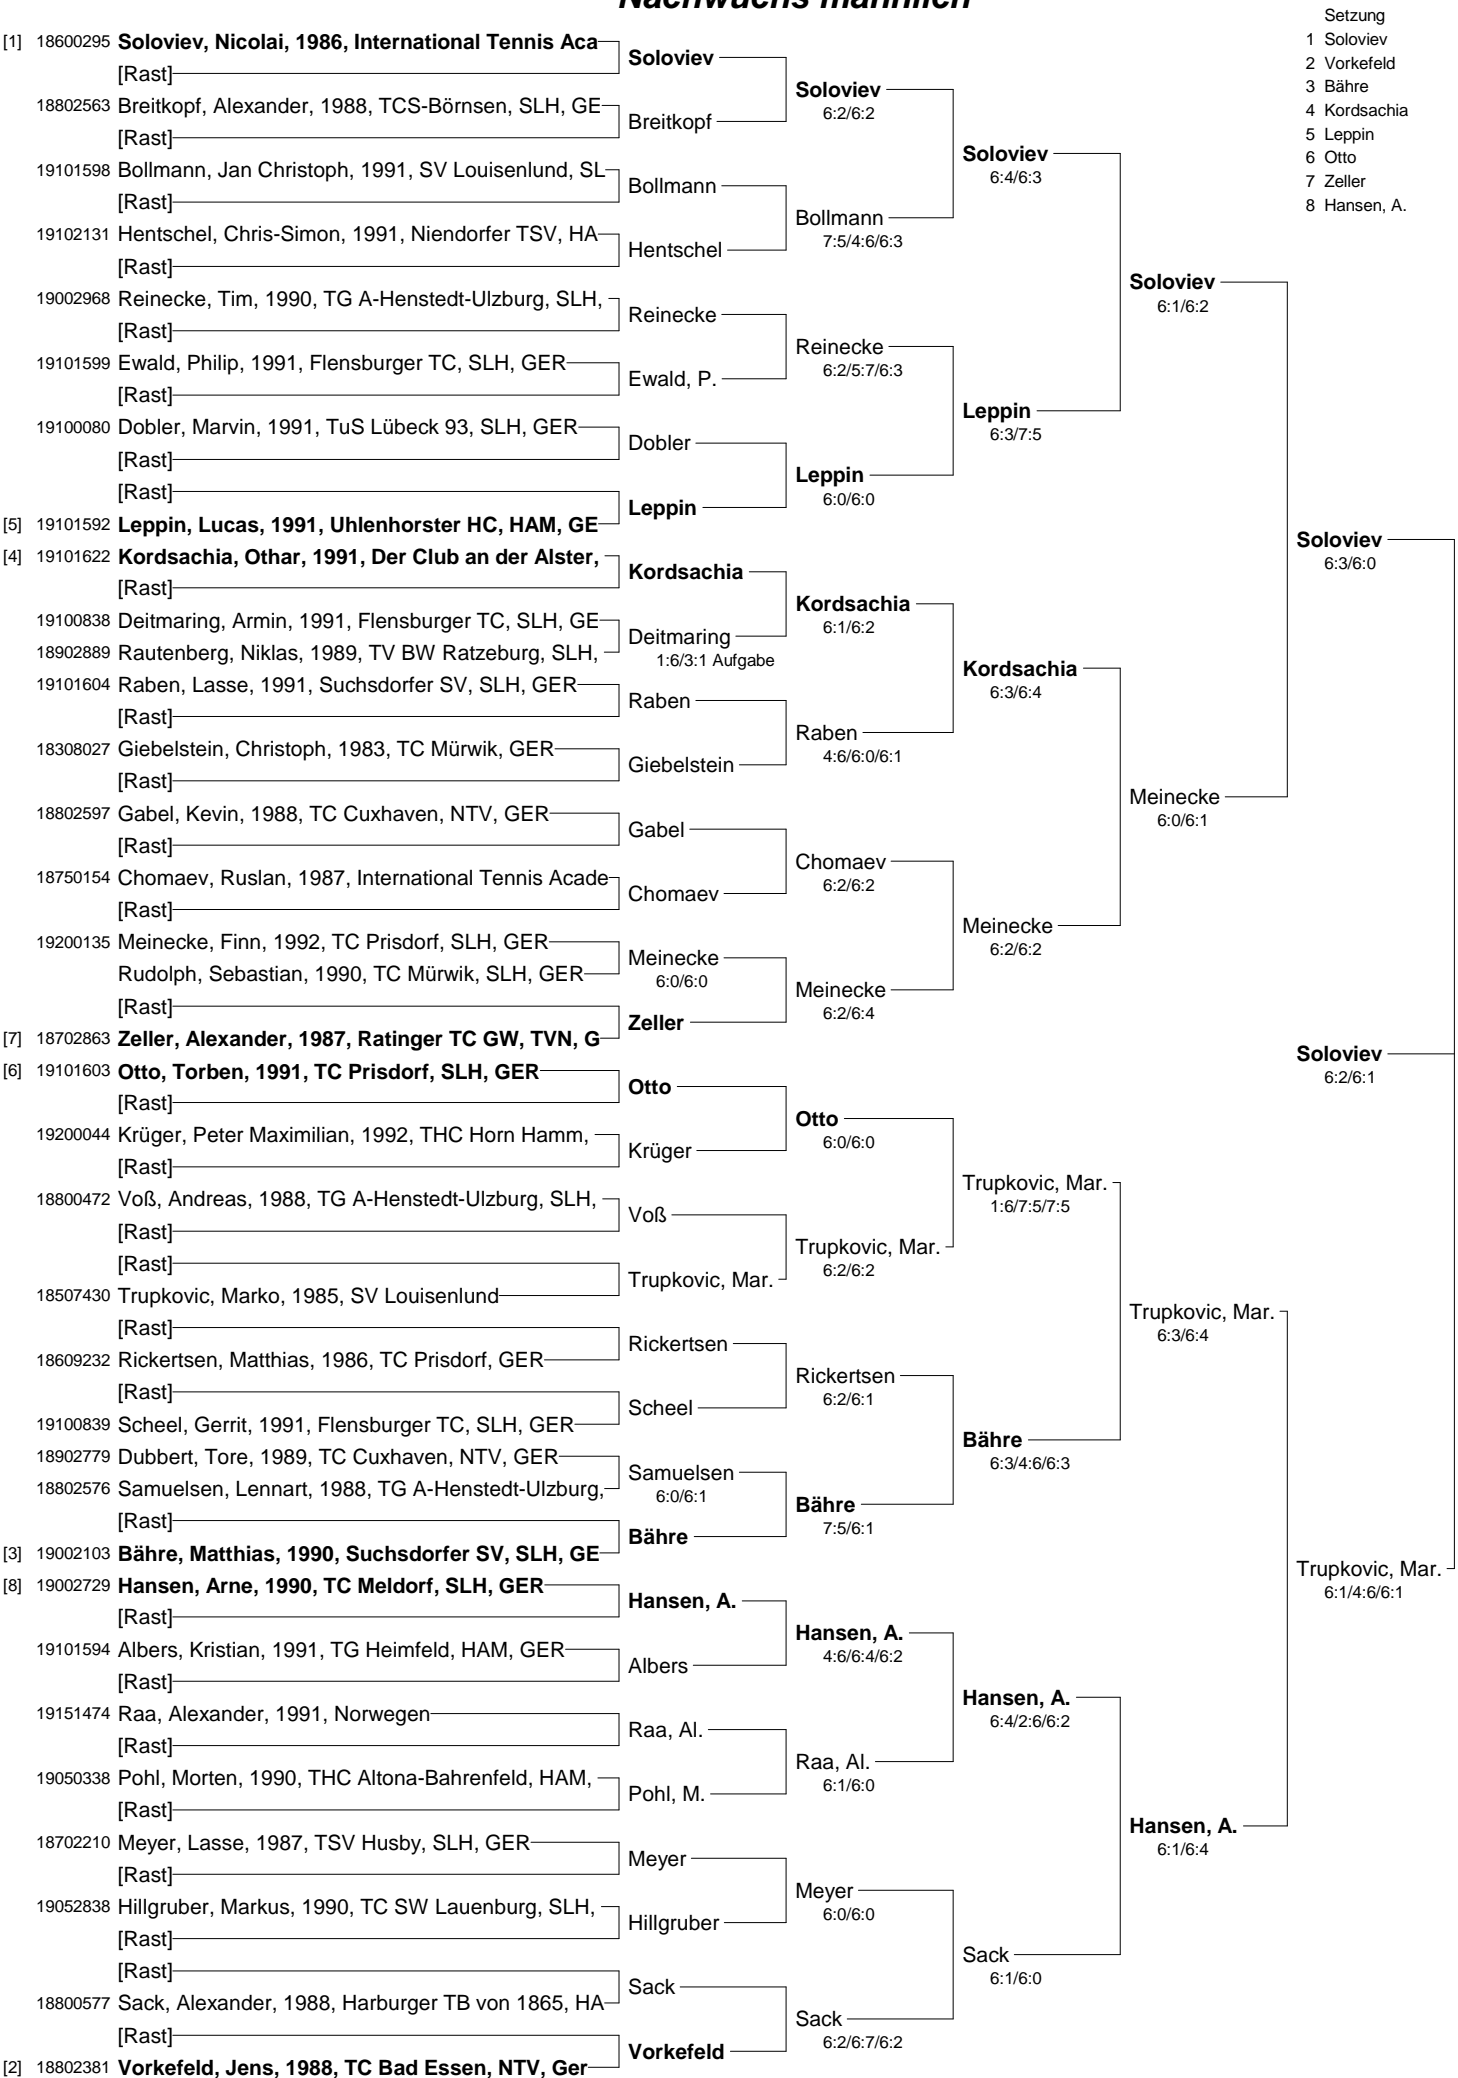 Nachwuchs männlich
Setzung
1 Soloviev
2 Vorkefeld
3 Bähre
4 Kordsachia
5 Leppin
6 Otto
7 Zeller
8 Hansen, A.
[1] 18600295 Soloviev, Nicolai, 1986, International Tennis Aca
[Rast]
18802563 Breitkopf, Alexander, 1988, TCS-Börnsen, SLH, GE
[Rast]
19101598 Bollmann, Jan Christoph, 1991, SV Louisenlund, SL
[Rast]
19102131 Hentschel, Chris-Simon, 1991, Niendorfer TSV, HA
[Rast]
19002968 Reinecke, Tim, 1990, TG A-Henstedt-Ulzburg, SLH,
[Rast]
19101599 Ewald, Philip, 1991, Flensburger TC, SLH, GER
[Rast]
19100080 Dobler, Marvin, 1991, TuS Lübeck 93, SLH, GER
[Rast]
[Rast]
[5] 19101592 Leppin, Lucas, 1991, Uhlenhorster HC, HAM, GE
[4] 19101622 Kordsachia, Othar, 1991, Der Club an der Alster,
[Rast]
19100838 Deitmaring, Armin, 1991, Flensburger TC, SLH, GE
18902889 Rautenberg, Niklas, 1989, TV BW Ratzeburg, SLH,
19101604 Raben, Lasse, 1991, Suchsdorfer SV, SLH, GER
[Rast]
18308027 Giebelstein, Christoph, 1983, TC Mürwik, GER
[Rast]
18802597 Gabel, Kevin, 1988, TC Cuxhaven, NTV, GER
[Rast]
18750154 Chomaev, Ruslan, 1987, International Tennis Acade
[Rast]
19200135 Meinecke, Finn, 1992, TC Prisdorf, SLH, GER
Rudolph, Sebastian, 1990, TC Mürwik, SLH, GER
[Rast]
[7] 18702863 Zeller, Alexander, 1987, Ratinger TC GW, TVN, G
[6] 19101603 Otto, Torben, 1991, TC Prisdorf, SLH, GER
[Rast]
19200044 Krüger, Peter Maximilian, 1992, THC Horn Hamm,
[Rast]
18800472 Voß, Andreas, 1988, TG A-Henstedt-Ulzburg, SLH,
[Rast]
[Rast]
18507430 Trupkovic, Marko, 1985, SV Louisenlund
[Rast]
18609232 Rickertsen, Matthias, 1986, TC Prisdorf, GER
[Rast]
19100839 Scheel, Gerrit, 1991, Flensburger TC, SLH, GER
18902779 Dubbert, Tore, 1989, TC Cuxhaven, NTV, GER
18802576 Samuelsen, Lennart, 1988, TG A-Henstedt-Ulzburg,
[Rast]
[3] 19002103 Bähre, Matthias, 1990, Suchsdorfer SV, SLH, GE
[8] 19002729 Hansen, Arne, 1990, TC Meldorf, SLH, GER
[Rast]
19101594 Albers, Kristian, 1991, TG Heimfeld, HAM, GER
[Rast]
19151474 Raa, Alexander, 1991, Norwegen
[Rast]
19050338 Pohl, Morten, 1990, THC Altona-Bahrenfeld, HAM,
[Rast]
18702210 Meyer, Lasse, 1987, TSV Husby, SLH, GER
[Rast]
19052838 Hillgruber, Markus, 1990, TC SW Lauenburg, SLH,
[Rast]
[Rast]
18800577 Sack, Alexander, 1988, Harburger TB von 1865, HA
[Rast]
[2] 18802381 Vorkefeld, Jens, 1988, TC Bad Essen, NTV, Ger
Soloviev
Breitkopf
Bollmann
Hentschel
Reinecke
Ewald, P.
Dobler
Leppin
Kordsachia
Deitmaring
1:6/3:1 Aufgabe
Raben
Giebelstein
Gabel
Chomaev
Meinecke
6:0/6:0
Zeller
Otto
Krüger
Voß
Trupkovic, Mar.
Rickertsen
Scheel
Samuelsen
6:0/6:1
Bähre
Hansen, A.
Albers
Raa, Al.
Pohl, M.
Meyer
Hillgruber
Sack
Vorkefeld
Soloviev
6:2/6:2
Bollmann
7:5/4:6/6:3
Reinecke
6:2/5:7/6:3
Leppin
6:0/6:0
Kordsachia
6:1/6:2
Raben
4:6/6:0/6:1
Chomaev
6:2/6:2
Meinecke
6:2/6:4
Otto
6:0/6:0
Trupkovic, Mar.
6:2/6:2
Rickertsen
6:2/6:1
Bähre
7:5/6:1
Hansen, A.
4:6/6:4/6:2
Raa, Al.
6:1/6:0
Meyer
6:0/6:0
Sack
6:2/6:7/6:2
Soloviev
6:4/6:3
Leppin
6:3/7:5
Kordsachia
6:3/6:4
Meinecke
6:2/6:2
Trupkovic, Mar.
1:6/7:5/7:5
Bähre
6:3/4:6/6:3
Hansen, A.
6:4/2:6/6:2
Sack
6:1/6:0
Soloviev
6:1/6:2
Meinecke
6:0/6:1
Trupkovic, Mar.
6:3/6:4
Hansen, A.
6:1/6:4
Soloviev
6:3/6:0
Trupkovic, Mar.
6:1/4:6/6:1
Soloviev
6:2/6:1